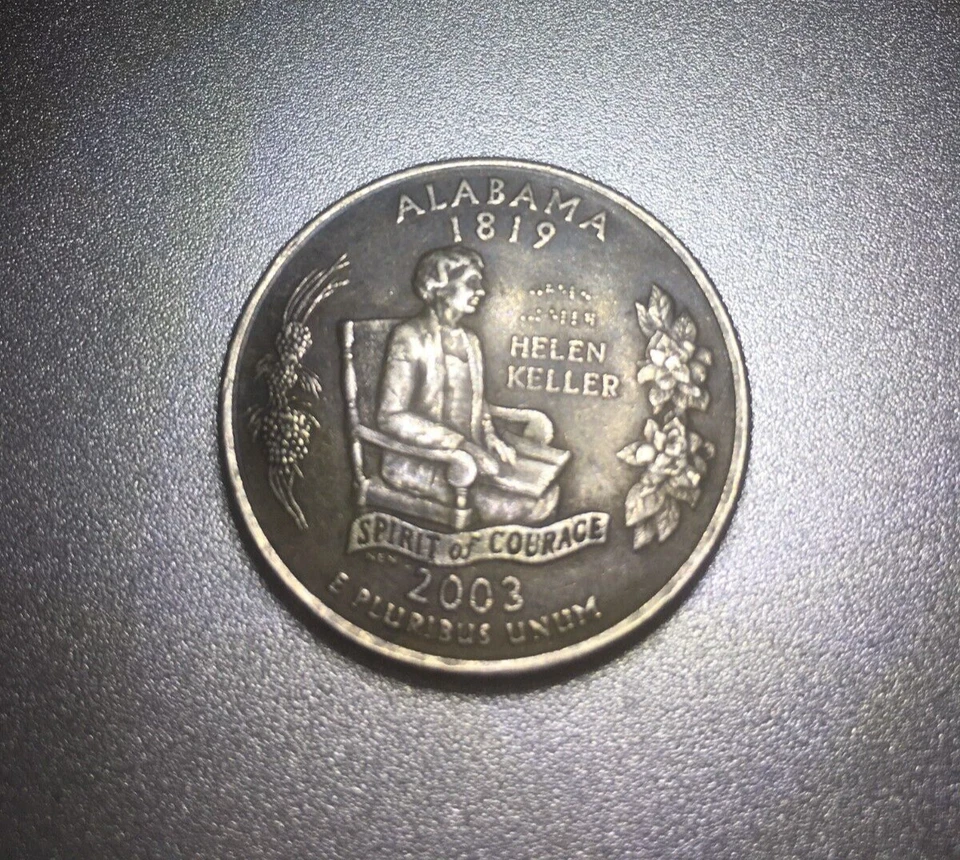 ALABAMA
1819
HELEN
KELLER
SPIRIT of COURAGE
2003
E PLURIBUS UNUM